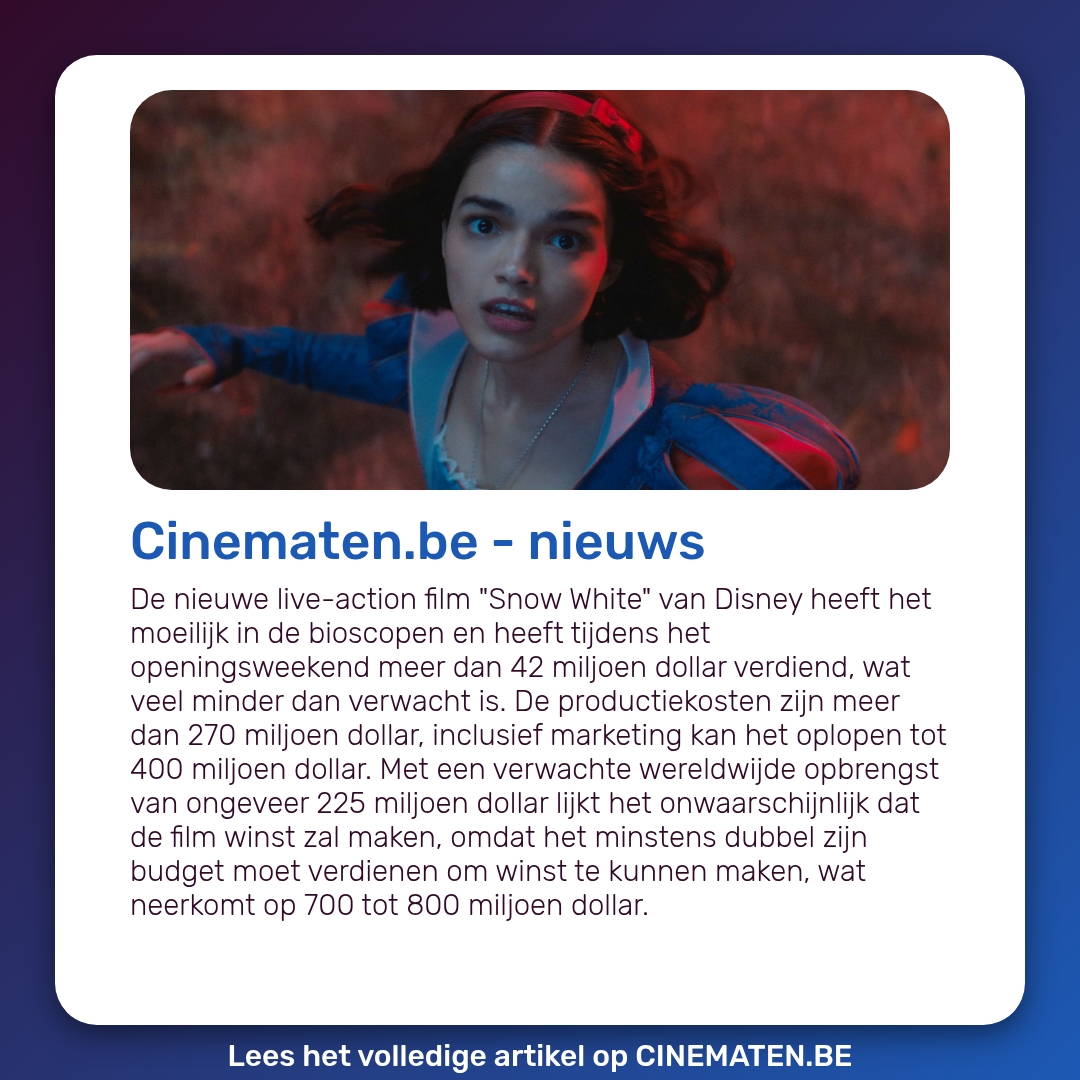 Cinematen.be - nieuws
De nieuwe live-action film "Snow White" van Disney heeft het
moeilijk in de bioscopen en heeft tijdens het
openingsweekend meer dan 42 miljoen dollar verdiend, wat
veel minder dan verwacht is. De productiekosten zijn meer
dan 270 miljoen dollar, inclusief marketing kan het oplopen tot
400 miljoen dollar. Met een verwachte wereldwijde opbrengst
van ongeveer 225 miljoen dollar lijkt het onwaarschijnlijk dat
de film winst zal maken, omdat het minstens dubbel zijn
budget moet verdienen om winst te kunnen maken, wat
neerkomt op 700 tot 800 miljoen dollar.
Lees het volledige artikel op CINEMATEN.BE